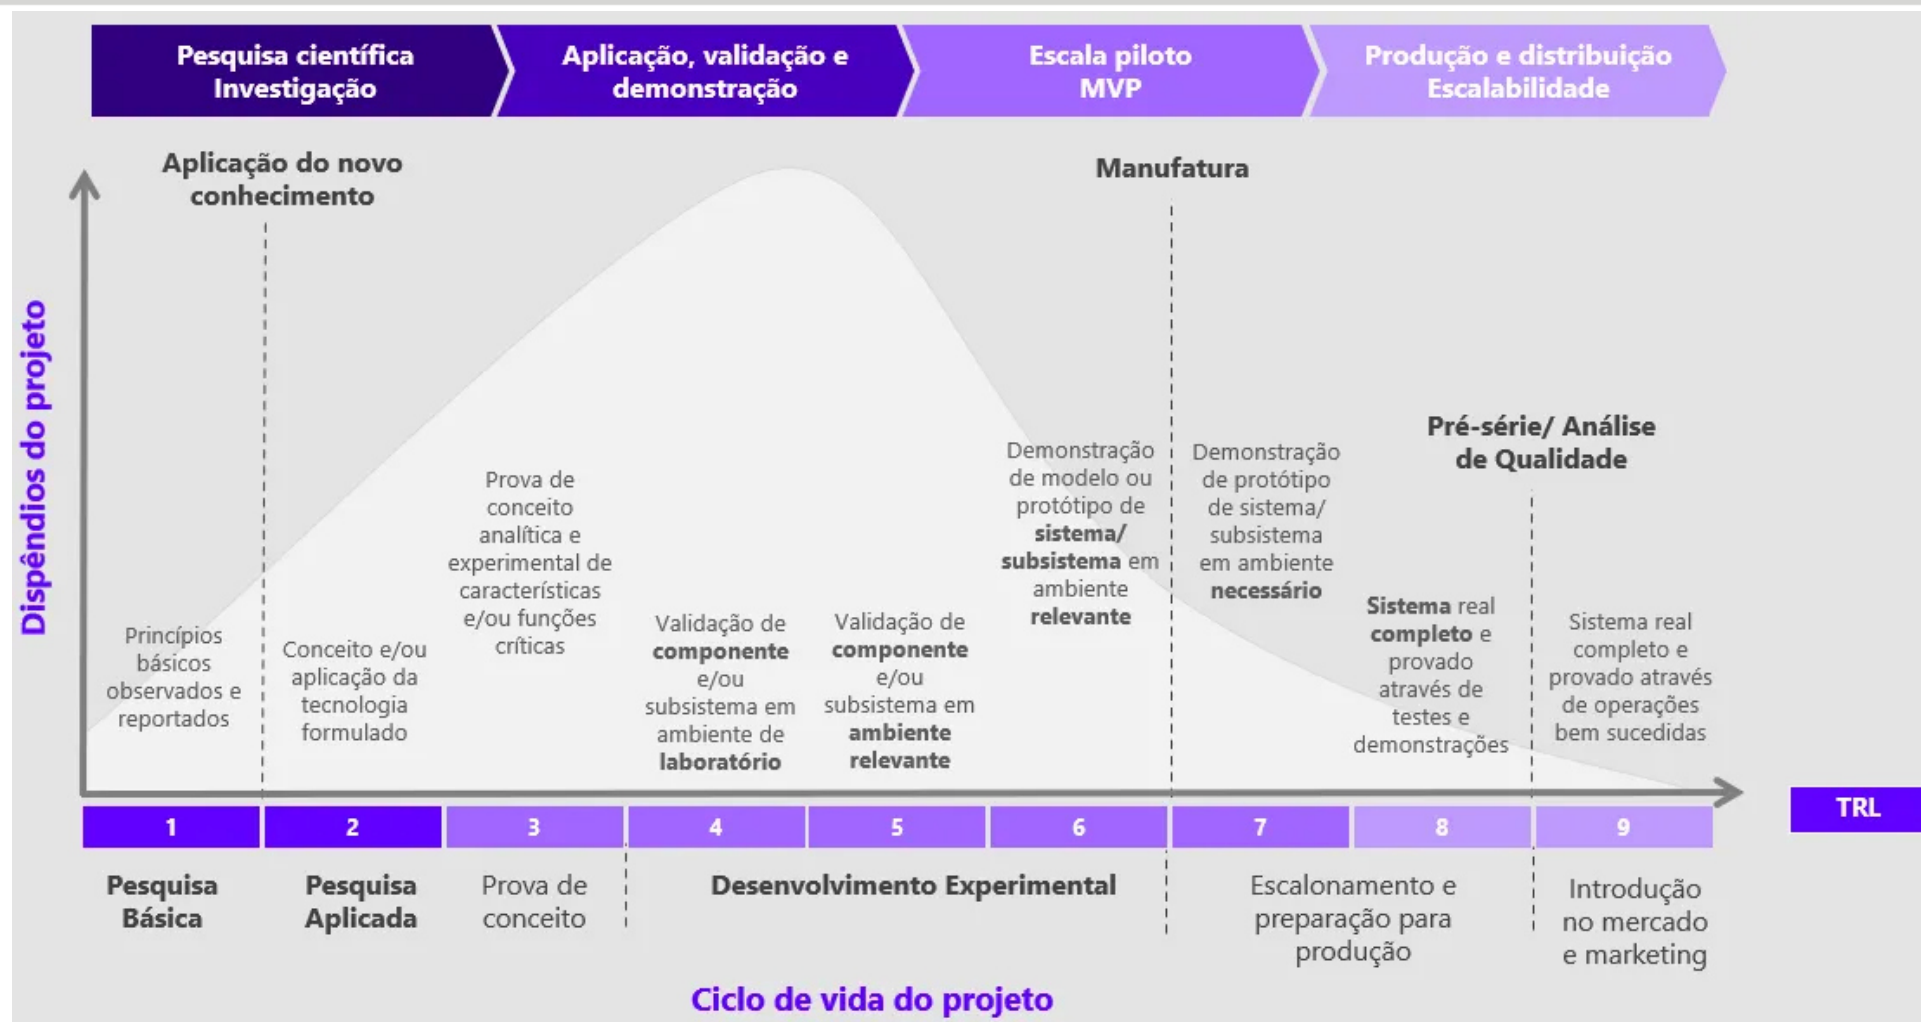 Pesquisa científica
Investigação
Aplicação, validação e
demonstração
Escala piloto
MVP
Produção e distribuição
Escalabilidade
Aplicação do novo
conhecimento
Manufatura
Pré-série/ Análise
de Qualidade
Dispêndios do projeto
Princípios
básicos
observados e
reportados
Conceito e/ou
aplicação da
tecnologia
formulado
Prova de
conceito
analítica e
experimental de
características
e/ou funções
críticas
Validação de
componente
e/ou
subsistema em
ambiente de
laboratório
Validação de
componente
e/ou
subsistema em
ambiente
relevante
Demonstração
de modelo ou
protótipo de
sistema/
subsistema em
ambiente
relevante
Demonstração
de protótipo
de sistema/
subsistema
em ambiente
necessário
Sistema real
completo e
provado
através de
testes e
demonstrações
Sistema real
completo e
provado através
de operações
bem sucedidas
1
2
3
4
5
6
7
8
9
TRL
Pesquisa
Básica
Pesquisa
Aplicada
Prova de
conceito
Desenvolvimento Experimental
Escalonamento e
preparação para
produção
Introdução
no mercado
e marketing
Ciclo de vida do projeto